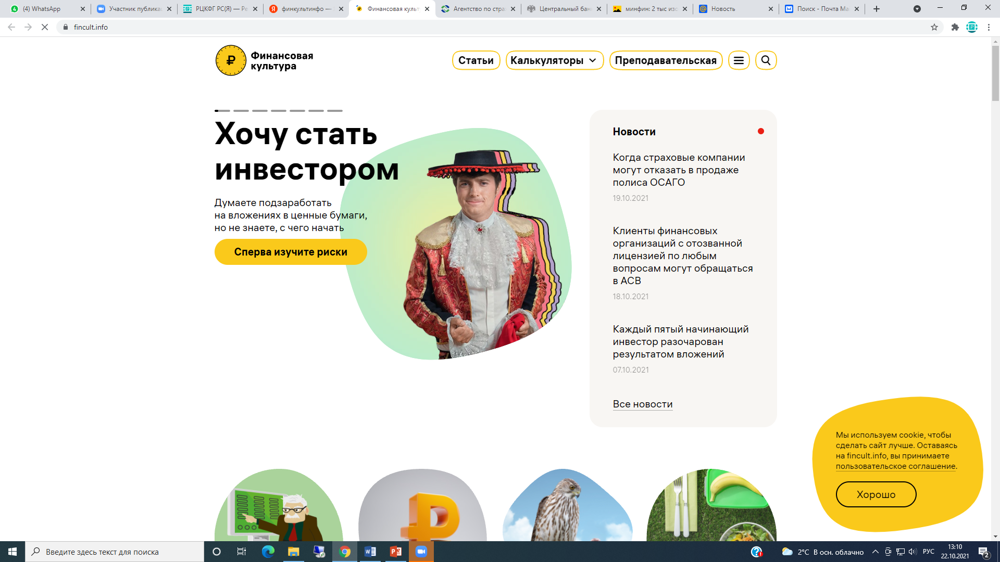 (4) WhatsApp
Участник публика
РЦКФГ РС(Я) — Ре
финкультинфо —
Финансовая культ
Агентство по стра
Центральный бан
минфин: 2 тыс изо
Новость
Поиск - Почта Ма
fincult.info
Финансовая
культура
Статьи
Калькуляторы
Преподавательская
Хочу стать
инвестором
Думаете подзаработать
на вложениях в ценные бумаги,
но не знаете, с чего начать
Сперва изучите риски
Новости
Когда страховые компании
могут отказать в продаже
полиса ОСАГО
19.10.2021
Клиенты финансовых
организаций с отозванной
лицензией по любым
вопросам могут обращаться
в АСВ
18.10.2021
Каждый пятый начинающий
инвестор разочарован
результатом вложений
07.10.2021
Все новости
Мы используем cookie, чтобы
сделать сайт лучше. Оставаясь
на fincult.info, вы принимаете
пользовательское соглашение.
Хорошо
Введите здесь текст для поиска
2°C В осн. облачно
РУС
13:10
22.10.2021
2